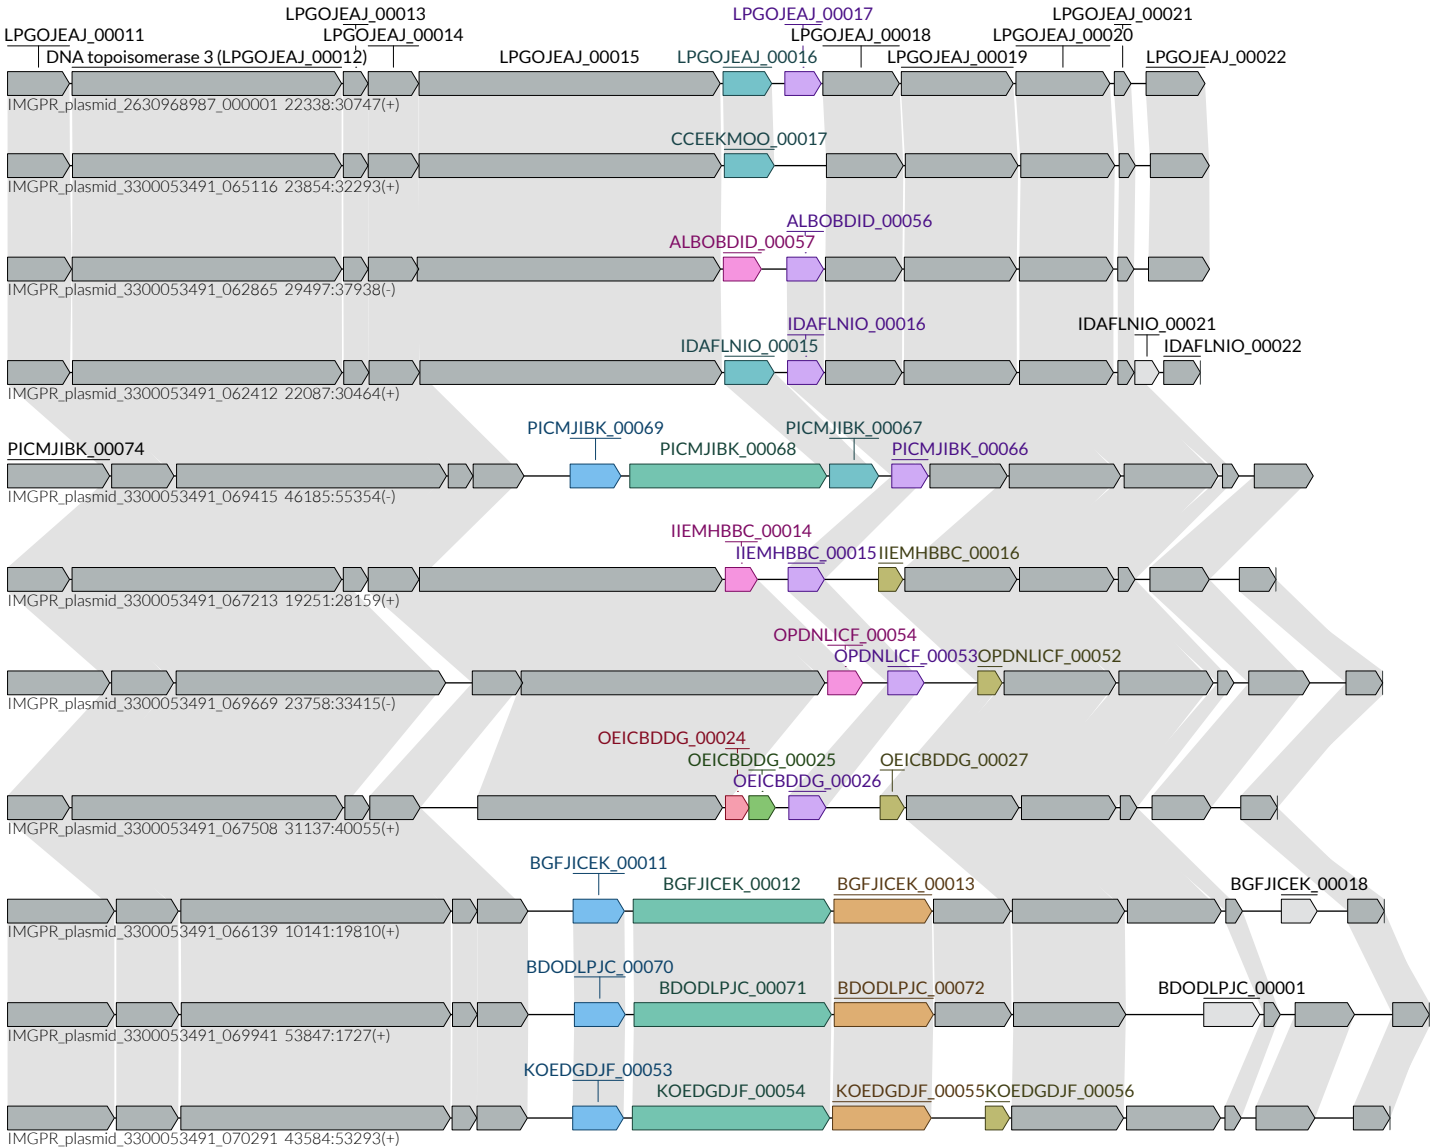 LPGOJEAJ_00013
LPGOJEAJ_00017
LPGOJEAJ_00021
LPGOJEAJ_00011
LPGOJEAJ_00014
LPGOJEAJ_00018
LPGOJEAJ_00020
DNA topoisomerase 3 (LPGOJEAJ_00012)
LPGOJEAJ_00015
LPGOJEAJ_00016
LPGOJEAJ_00019
LPGOJEAJ_00022
IMGPR_plasmid_2630968987_000001 22338:30747(+)
CCEEKMOO_00017
IMGPR_plasmid_3300053491_065116 23854:32293(+)
ALBOBDID_00056
ALBOBDID_00057
IMGPR_plasmid_3300053491_062865 29497:37938(-)
IDAFLNIO_00016
IDAFLNIO_00021
IDAFLNIO_00015
IDAFLNIO_00022
IMGPR_plasmid_3300053491_062412 22087:30464(+)
PICMJIBK_00069
PICMJIBK_00067
PICMJIBK_00074
PICMJIBK_00068
PICMJIBK_00066
IMGPR_plasmid_3300053491_069415 46185:55354(-)
IIEMHBBC_00014
IIEMHBBC_00015
IIEMHBBC_00016
IMGPR_plasmid_3300053491_067213 19251:28159(+)
OPDNLICF_00054
OPDNLICF_00053
OPDNLICF_00052
IMGPR_plasmid_3300053491_069669 23758:33415(-)
OEICBDDG_00024
OEICBDDG_00025
OEICBDDG_00027
OEICBDDG_00026
IMGPR_plasmid_3300053491_067508 31137:40055(+)
BGFJICEK_00011
BGFJICEK_00012
BGFJICEK_00013
BGFJICEK_00018
IMGPR_plasmid_3300053491_066139 10141:19810(+)
BDODLPJC_00070
BDODLPJC_00071
BDODLPJC_00072
BDODLPJC_00001
IMGPR_plasmid_3300053491_069941 53847:1727(+)
KOEDGDJF_00053
KOEDGDJF_00054
KOEDGDJF_00055
KOEDGDJF_00056
IMGPR_plasmid_3300053491_070291 43584:53293(+)